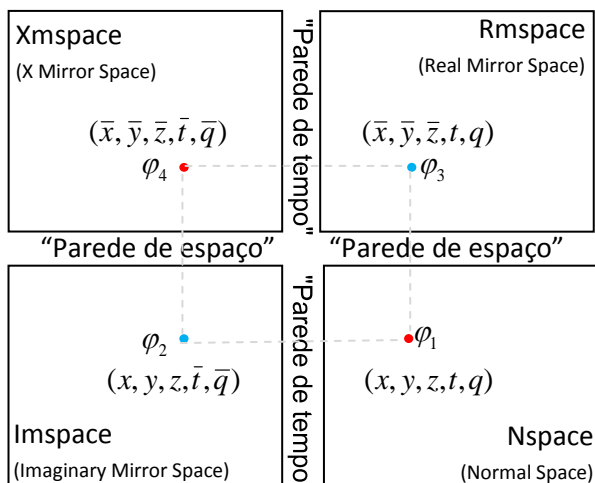 Xmspace
(X Mirror Space)
(x̅, y̅, z̅, t̅, q̅)
φ₄
"Parede de tempo"
Rmspace
(Real Mirror Space)
(x̅, y̅, z̅, t, q)
φ₃
“Parede de espaço”
“Parede de espaço”
φ₂
(x, y, z, t̅, q̅)
Imspace
(Imaginary Mirror Space)
"Parede de tempo"
φ₁
(x, y, z, t, q)
Nspace
(Normal Space)